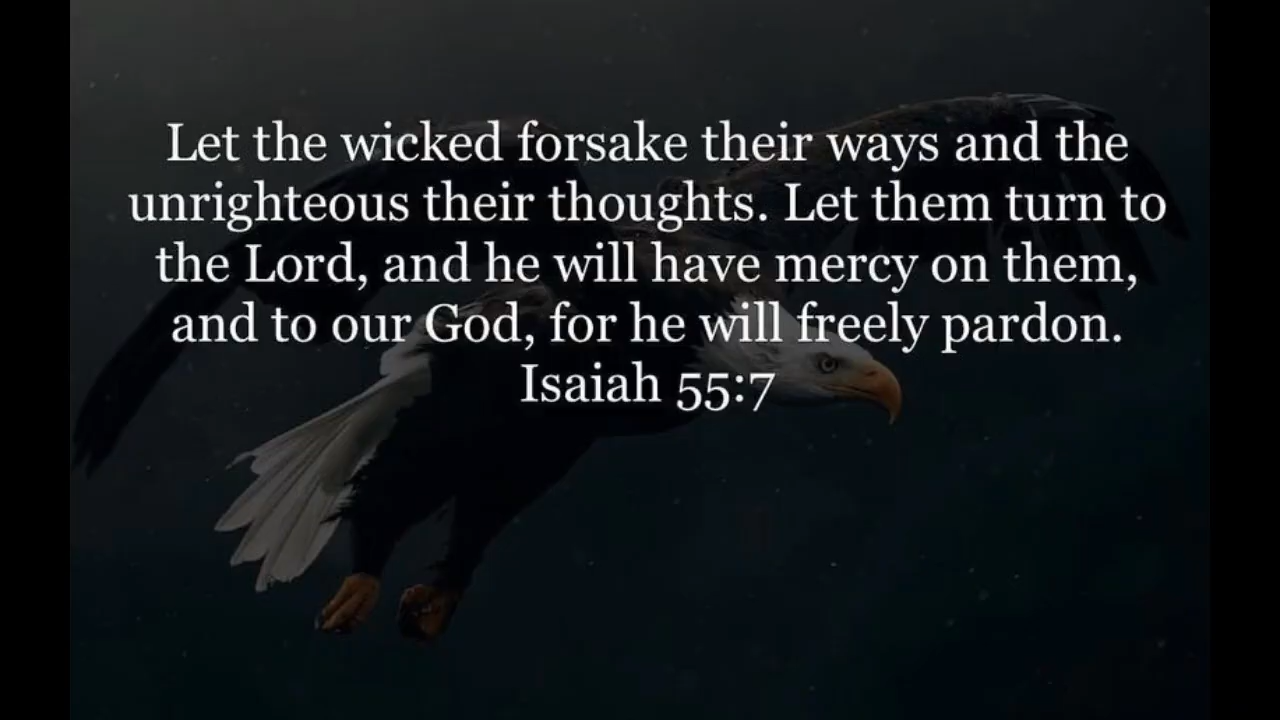 Let the wicked forsake their ways and the
unrighteous their thoughts. Let them turn to
the Lord, and he will have mercy on them,
and to our God, for he will freely pardon.
Isaiah 55:7